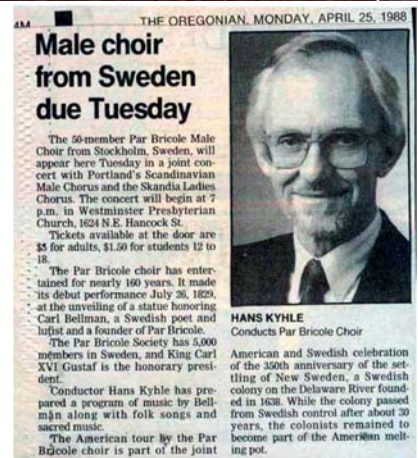 4M THE OREGONIAN, MONDAY, APRIL 25, 1988
Male choir
from Sweden
due Tuesday
The 50-member Par Bricole Male
Choir from Stockholm, Sweden, will
appear here Tuesday in a joint con-
cert with Portland's Scandinavian
Male Chorus and the Skandia Ladies
Chorus. The concert will begin at 7
p.m. in Westminster Presbyterian
Church, 1624 N.E. Hancock St.
Tickets available at the door are
$5 for adults, $1.50 for students 12 to
18.
The Par Bricole choir has enter-
tained for nearly 160 years. It made
its debut performance July 26, 1829,
at the unveiling of a statue honoring
Carl Bellman, a Swedish poet and
lutist and a founder of Par Bricole.
The Par Bricole Society has 5,000
members in Sweden, and King Carl
XVI Gustaf is the honorary presi-
dent.
Conductor Hans Kyhle has pre-
pared a program of music by Bell-
man along with folk songs and
sacred music.
The American tour by the Par
Bricole choir is part of the joint
HANS KYHLE
Conducts Par Bricole Choir
American and Swedish celebration
of the 350th anniversary of the set-
tling of New Sweden, a Swedish
colony on the Delaware River found-
ed in 1638. While the colony passed
from Swedish control after about 30
years, the colonists remained to
become part of the American melt-
ing pot.